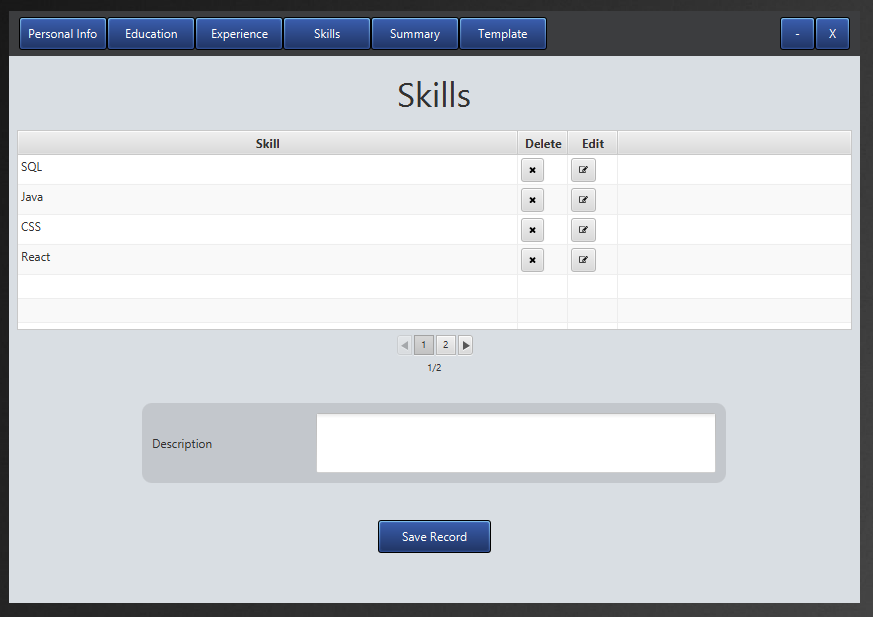 Personal Info Education Experience Skills Summary Template - X
Skills
Skill Delete Edit
SQL
Java
CSS
React
1 2
1/2
Description
Save Record